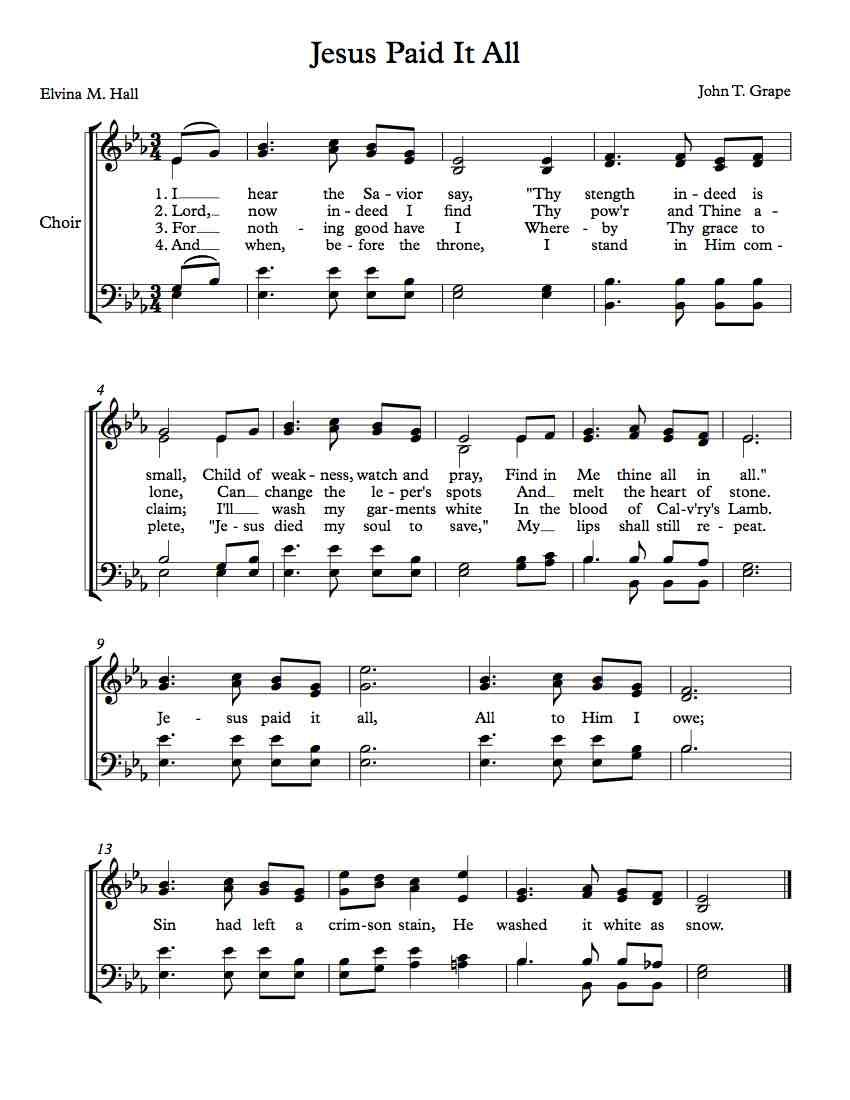 Jesus Paid It All
Elvina M. Hall
John T. Grape
Choir
1. I hear the Sa - vior say, "Thy stength in - deed is
2. Lord, now in - deed I find Thy pow'r and Thine a -
3. For noth - ing good have I Where - by Thy grace to
4. And when, be - fore the throne, I stand in Him com -
4
small, Child of weak - ness, watch and pray, Find in Me thine all in all."
lone, Can change the le - per's spots And melt the heart of stone.
claim; I'll wash my gar - ments white In the blood of Cal - v'ry's Lamb.
plete, "Je - sus died my soul to save," My lips shall still re - peat.
9
Je - sus paid it all, All to Him I owe;
13
Sin had left a crim - son stain, He washed it white as snow.